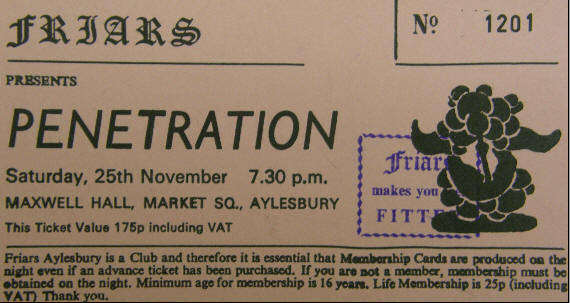 FRIARS
Nº 1201
PRESENTS
PENETRATION
Saturday, 25th November 7.30 p.m.
MAXWELL HALL, MARKET SQ., AYLESBURY
This Ticket Value 175p including VAT
Friars
makes you
FITTE
Friars Aylesbury is a Club and therefore it is essential that Membership Cards are produced on the
night even if an advance ticket has been purchased. If you are not a member, membership must be
obtained on the night. Minimum age for membership is 16 years. Life Membership is 25p (including
VAT) Thank you.